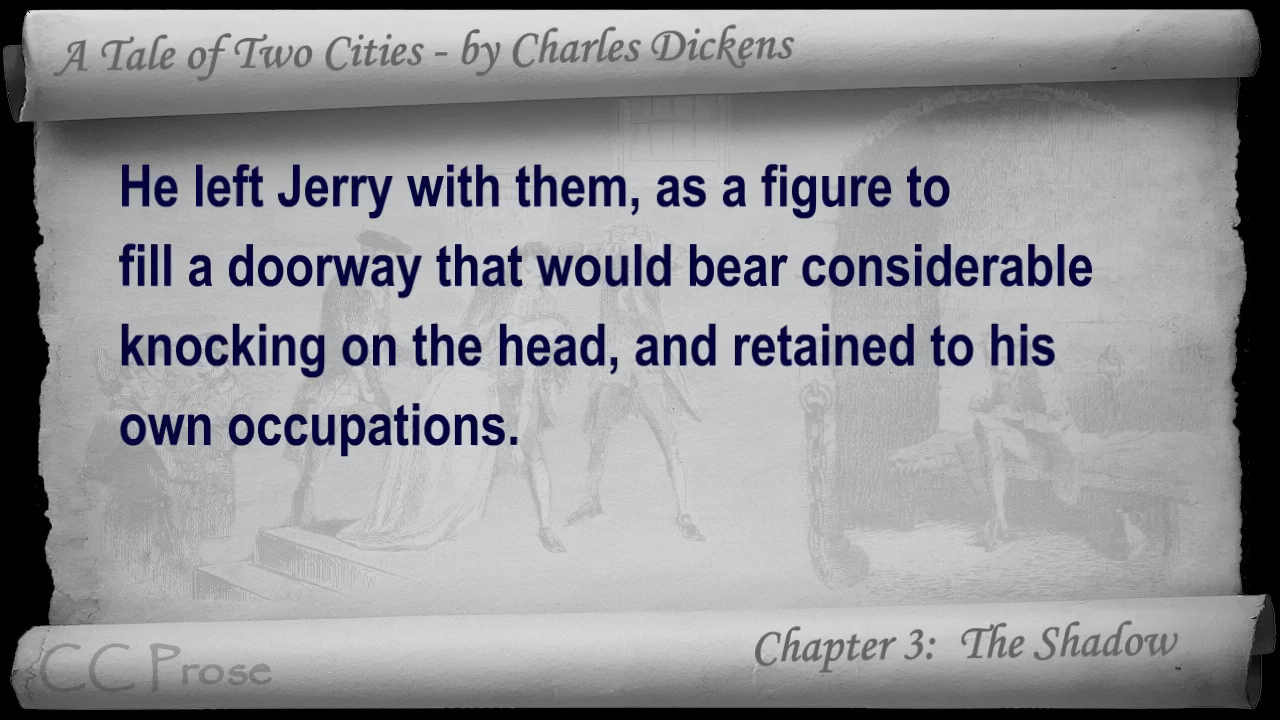 A Tale of Two Cities - by Charles Dickens
He left Jerry with them, as a figure to
fill a doorway that would bear considerable
knocking on the head, and retained to his
own occupations.
Chapter 3: The Shadow
CC Prose